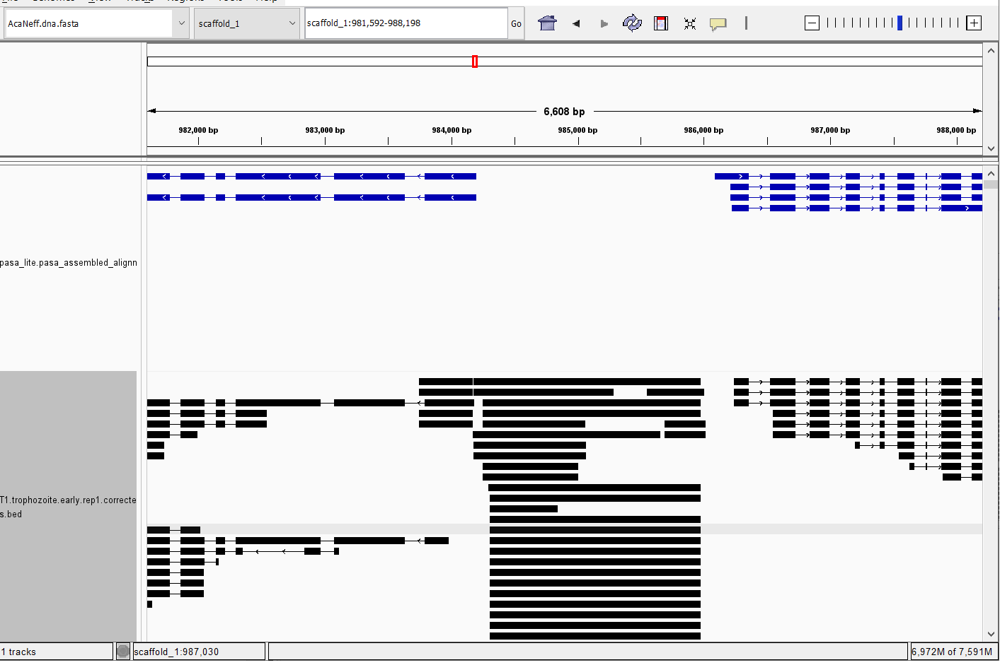 AcaNeff.dna.fasta scaffold_1 scaffold_1:981,592-988,198 Go
6,608 bp
982,000 bp 983,000 bp 984,000 bp 985,000 bp 986,000 bp 987,000 bp 988,000 bp
pasa_lite.pasa_assembled_alignn
T1.trophozoite.early.rep1.correcte
s.bed
1 tracks scaffold_1:987,030 6,972M of 7,591M